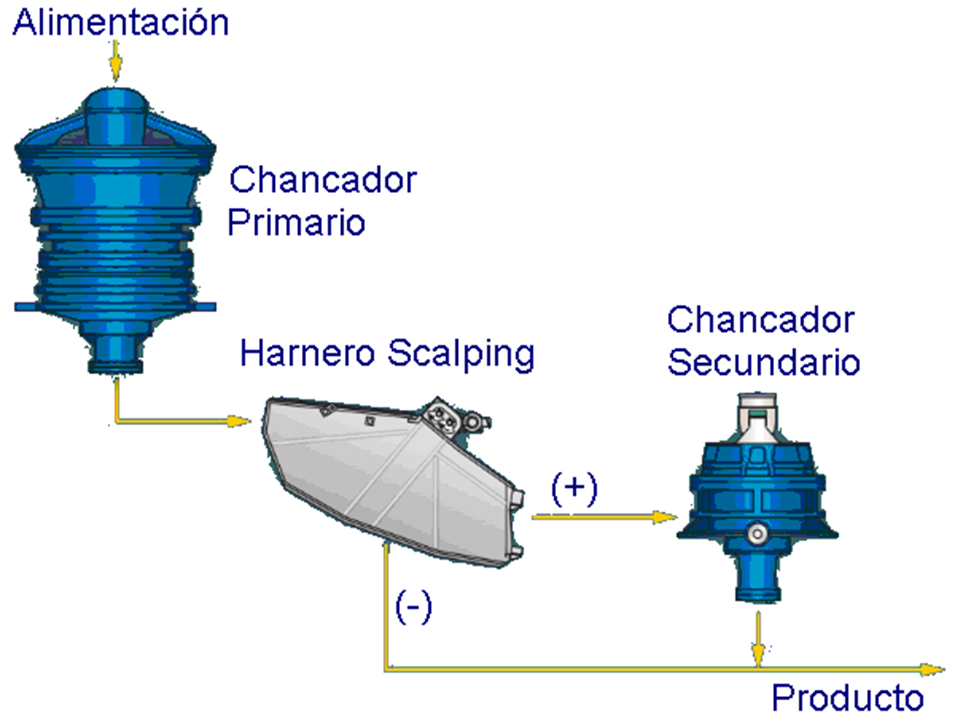 Alimentación
Chancador
Primario
Harnero Scalping
Chancador
Secundario
(+)
(-)
Producto